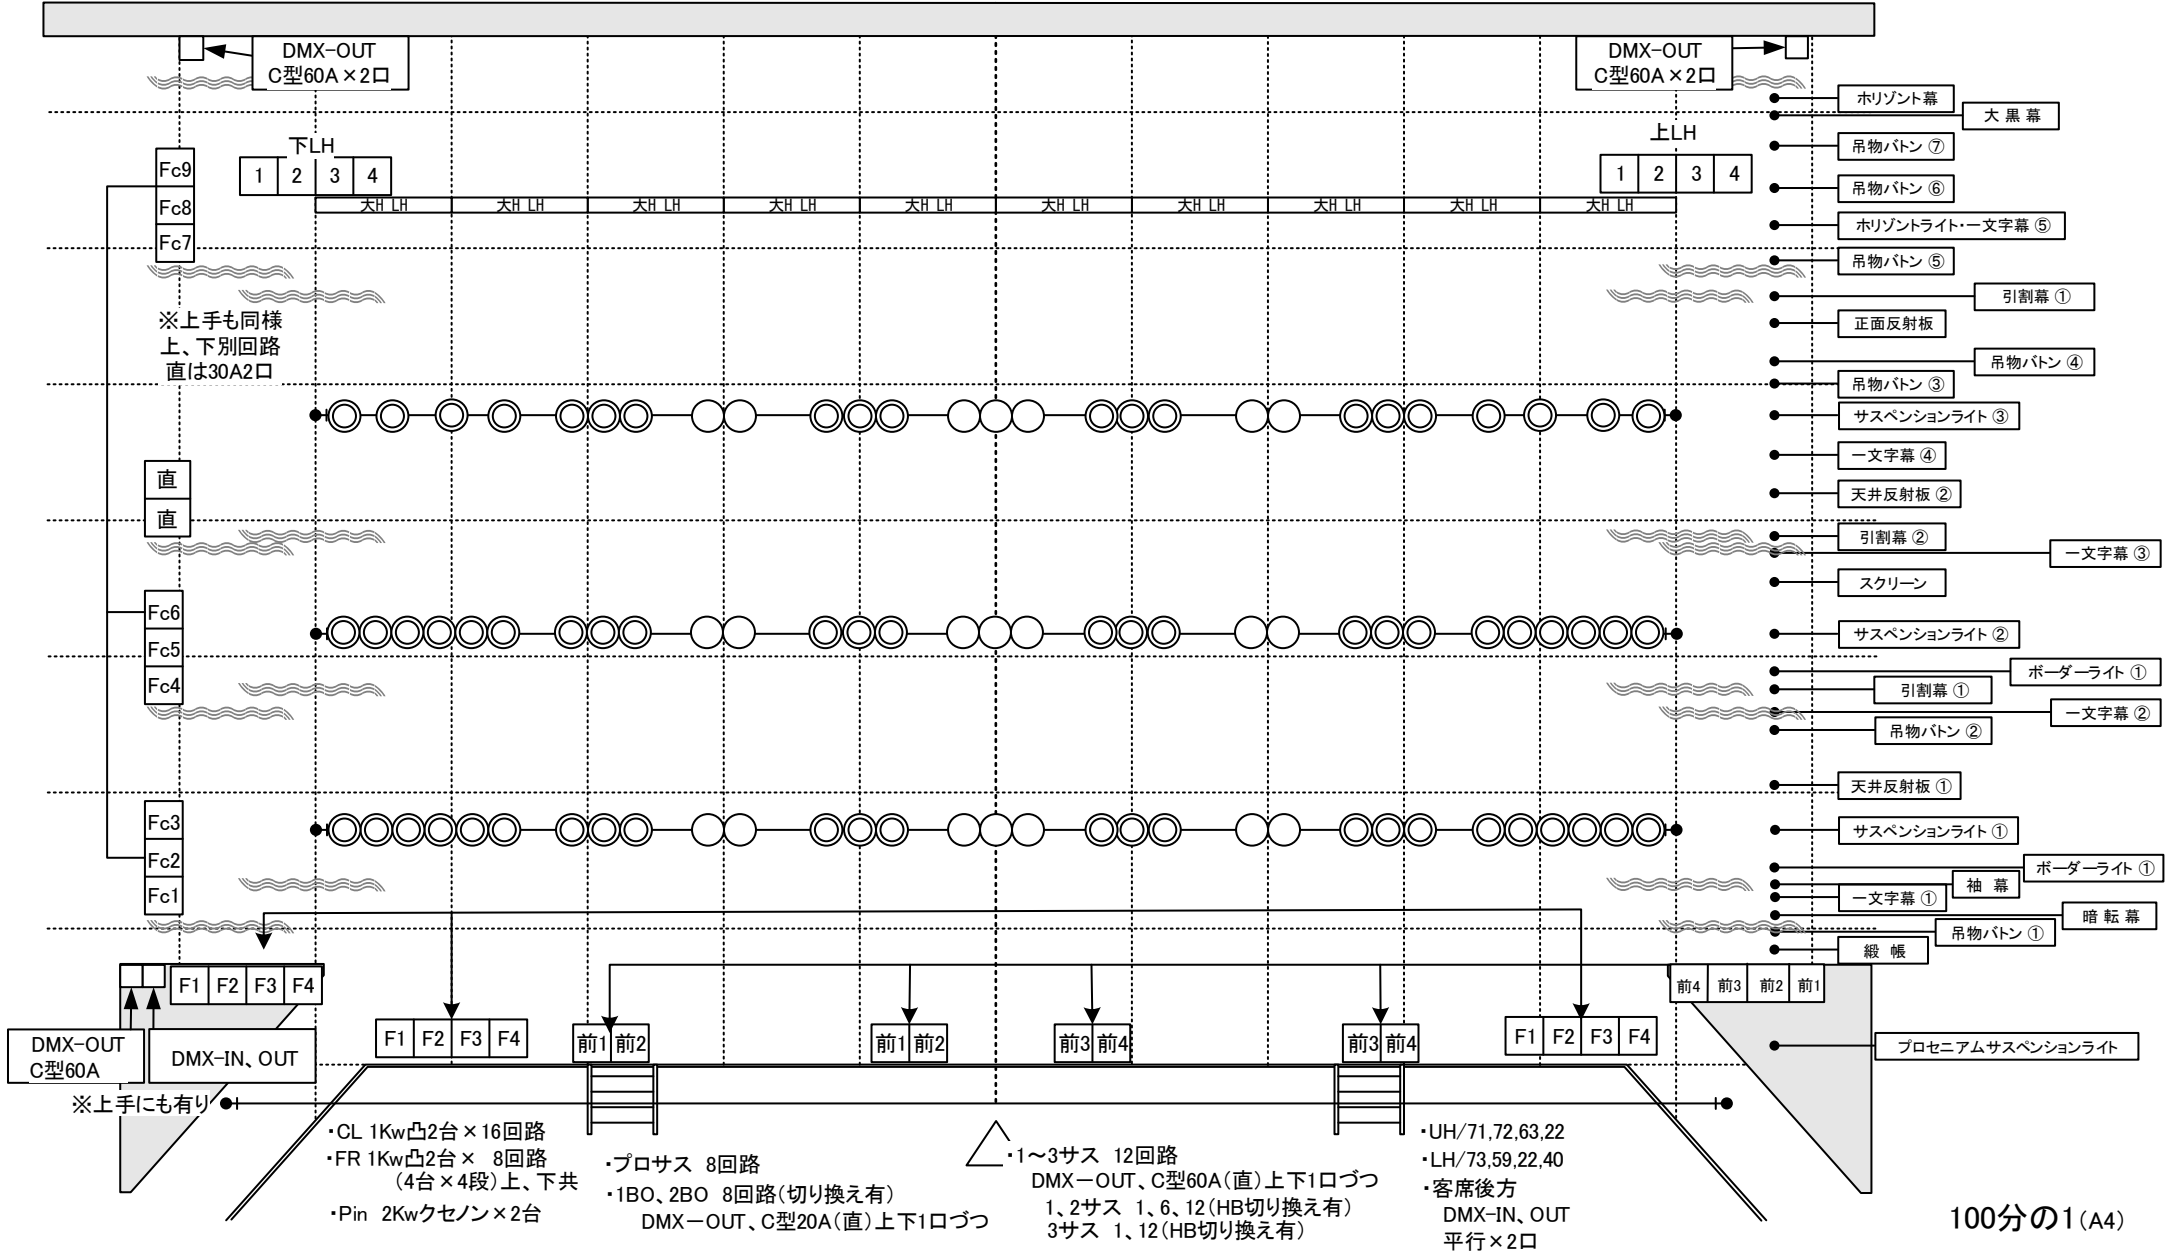 DMX-OUT
C型60A×2口
DMX-OUT
C型60A×2口
ホリゾント幕
大 黒 幕
吊物バトン ⑦
吊物バトン ⑥
ホリゾントライト・一文字幕 ⑤
吊物バトン ⑤
引割幕 ①
正面反射板
吊物バトン ④
吊物バトン ③
サスペンションライト ③
一文字幕 ④
天井反射板 ②
引割幕 ②
一文字幕 ③
スクリーン
サスペンションライト ②
ボーダーライト ①
引割幕 ①
一文字幕 ②
吊物バトン ②
天井反射板 ①
サスペンションライト ①
ボーダーライト ①
袖 幕
一文字幕 ①
暗 転 幕
吊物バトン ①
緞 帳
プロセニアムサスペンションライト
下LH
1 2 3 4
上LH
1 2 3 4
大H LH 大H LH 大H LH 大H LH 大H LH 大H LH 大H LH 大H LH 大H LH 大H LH
Fc9
Fc8
Fc7
※上手も同様
上、下別回路
直は30A2口
直
直
Fc6
Fc5
Fc4
Fc3
Fc2
Fc1
F1 F2 F3 F4
前4 前3 前2 前1
F1 F2 F3 F4
前1 前2
前1 前2
前3 前4
前3 前4
F1 F2 F3 F4
DMX-OUT
C型60A
DMX-IN、OUT
※上手にも有り
・CL 1Kw凸2台×16回路
・FR 1Kw凸2台× 8回路
(4台×4段)上、下共
・Pin 2Kwクセノン×2台
・プロサス 8回路
・1BO、2BO 8回路(切り換え有)
DMX－OUT、C型20A(直)上下1口づつ
・1～3サス 12回路
DMX－OUT、C型60A(直)上下1口づつ
1、2サス 1、6、12(HB切り換え有)
3サス 1、12(HB切り換え有)
・UH/71,72,63,22
・LH/73,59,22,40
・客席後方
DMX-IN、OUT
平行×2口
100分の1(A4)